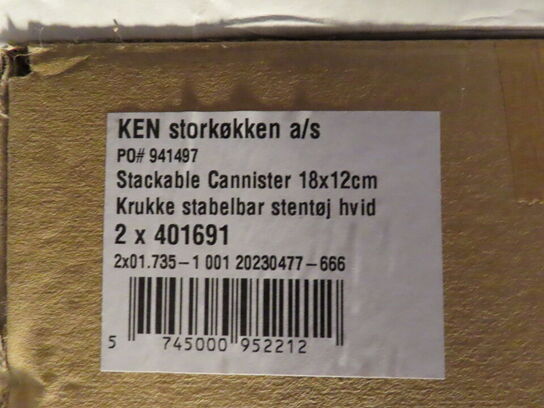 KEN storkøkken a/s
PO# 941497
Stackable Cannister 18x12cm
Krukke stabelbar stentøj hvid
2 x 401691
2x01.735-1 001 20230477-666
5 745000 952212